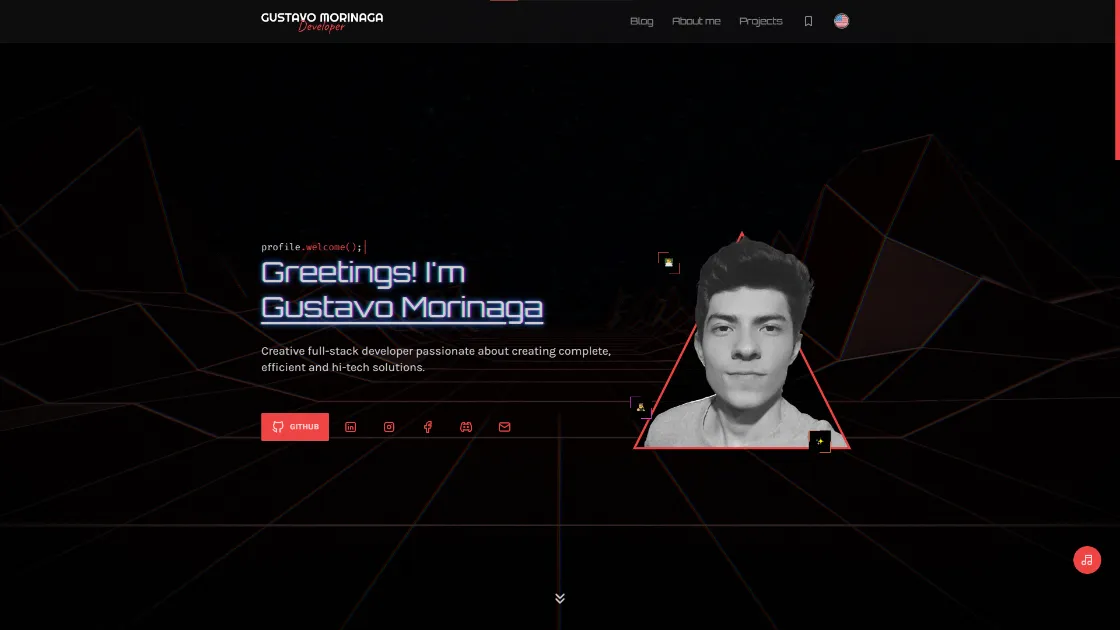 GUSTAVO MORINAGA
Developer
Blog
About me
Projects
profile.welcome();
Greetings! I'm
Gustavo Morinaga
Creative full-stack developer passionate about creating complete,
efficient and hi-tech solutions.
GITHUB